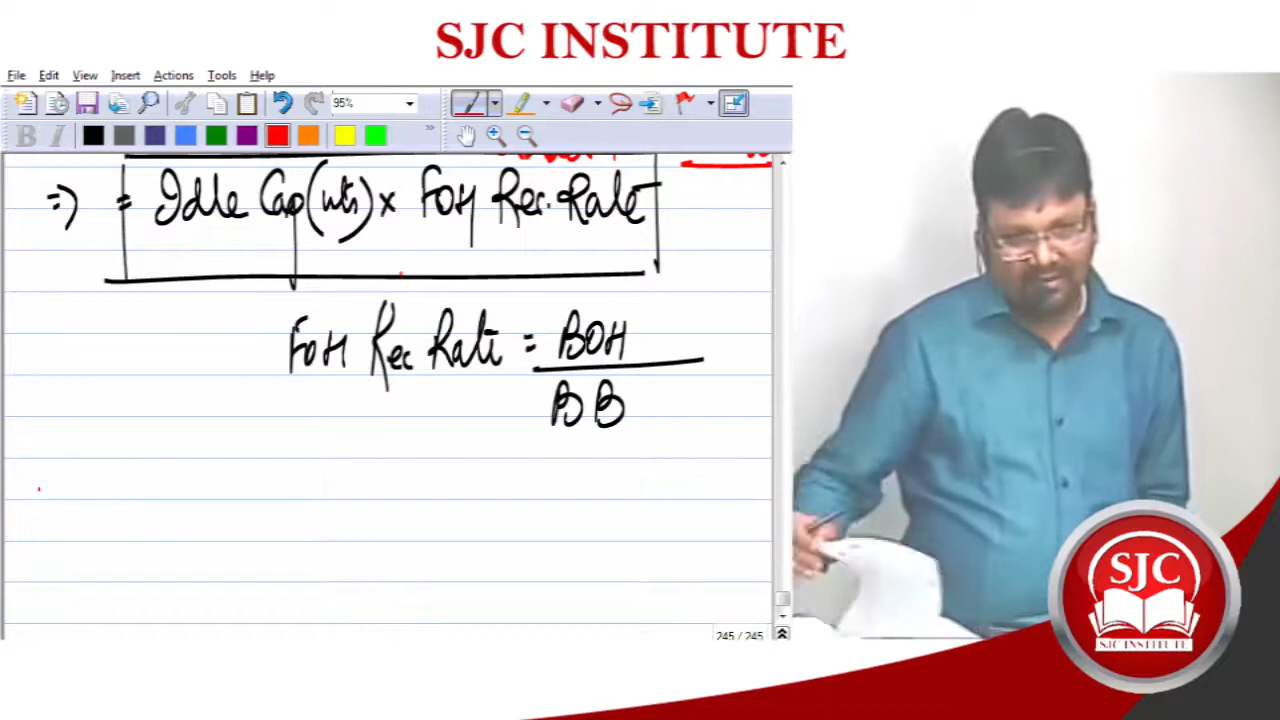 SJC INSTITUTE
File Edit View Insert Actions Tools Help
95%
B I
=> = Idle Cap(hrs) x FOH Rec. Rate
FOH Rec Rate = BOH
BB
245 / 245
SJC
SJC INSTITUTE